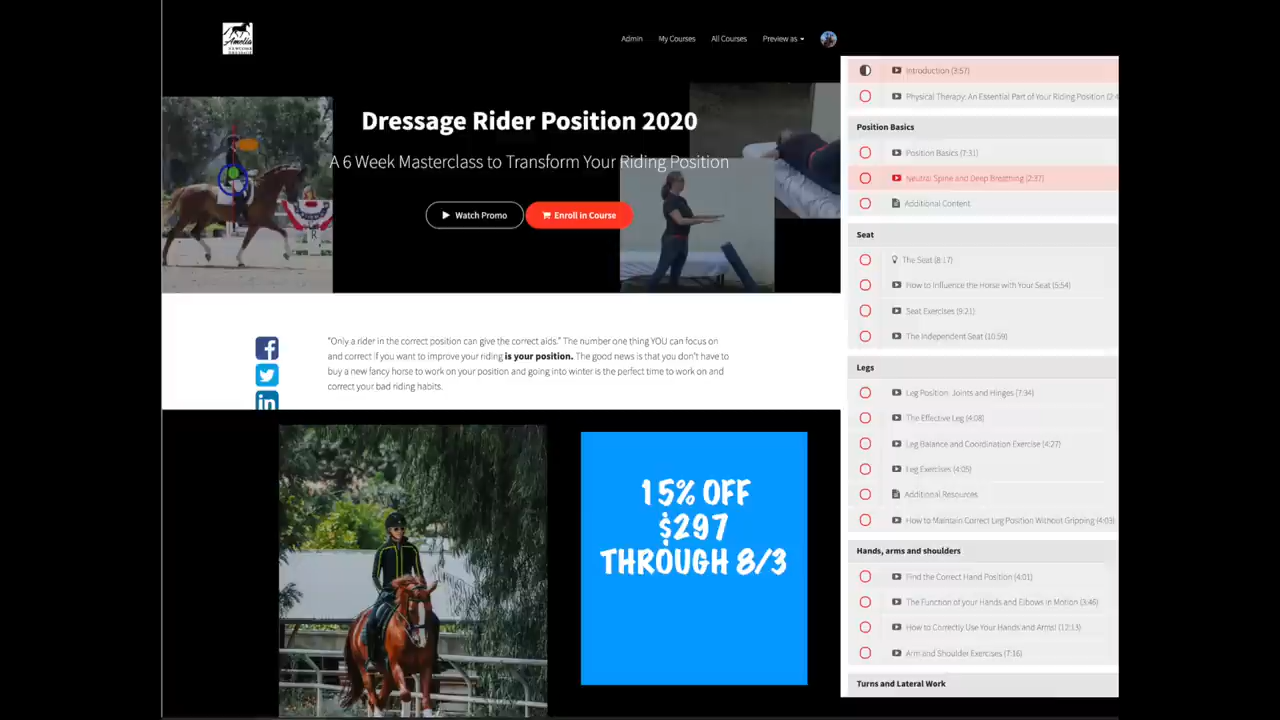 Amelia
Admin
My Courses
All Courses
Preview as
Dressage Rider Position 2020
A 6 Week Masterclass to Transform Your Riding Position
Watch Promo
Enroll in Course
"Only a rider in the correct position can give the correct aids." The number one thing YOU can focus on
and correct if you want to improve your riding is your position. The good news is that you don't have to
buy a new fancy horse to work on your position and going into winter is the perfect time to work on and
correct your bad riding habits.
15% OFF
$297
THROUGH 8/3
Introduction (3:57)
Physical Therapy: An Essential Part of Your Riding Position (2:4
Position Basics
Position Basics (7:31)
Neutral Spine and Deep Breathing (2:37)
Additional Content
Seat
The Seat (8:17)
How to Influence the Horse with Your Seat (5:54)
Seat Exercises (9:21)
The Independent Seat (10:59)
Legs
Leg Position: Joints and Hinges (7:34)
The Effective Leg (4:08)
Leg Balance and Coordination Exercise (4:27)
Leg Exercises (4:05)
Additional Resources
How to Maintain Correct Leg Position Without Gripping (4:03)
Hands, arms and shoulders
Find the Correct Hand Position (4:01)
The Function of your Hands and Elbows in Motion (3:46)
How to Correctly Use Your Hands and Arms! (12:13)
Arm and Shoulder Exercises (7:16)
Turns and Lateral Work